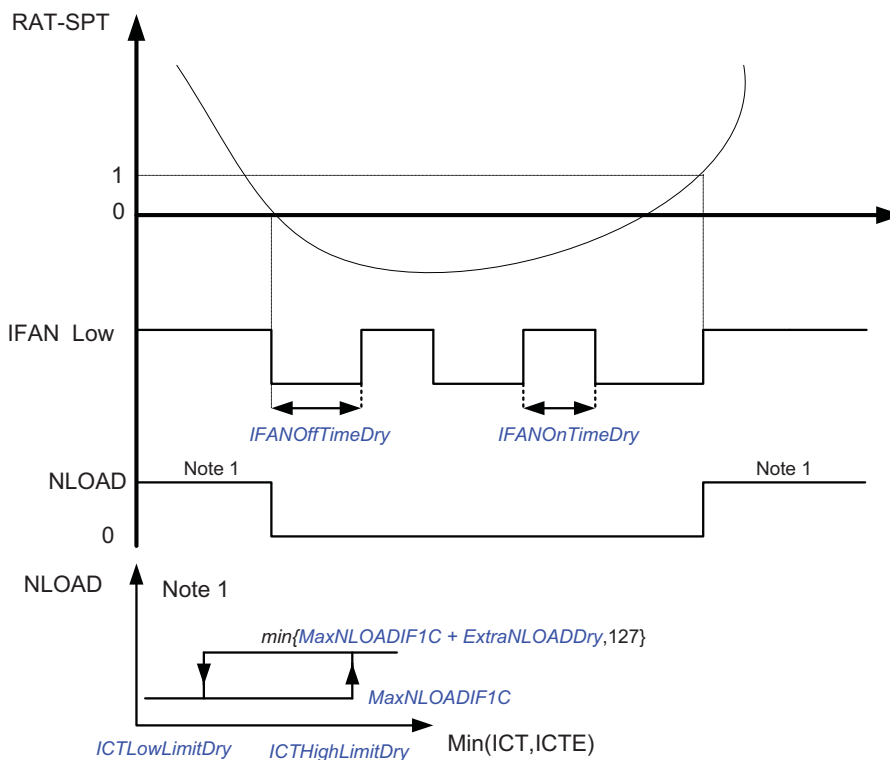 RAT-SPT
1
0
IFAN Low
IFANOffTimeDry
IFANOnTimeDry
Note 1
Note 1
NLOAD
0
NLOAD
Note 1
min{MaxNLOADIF1C + ExtraNLOADDry,127}
MaxNLOADIF1C
ICTLowLimitDry
ICTHighLimitDry
Min(ICT,ICTE)